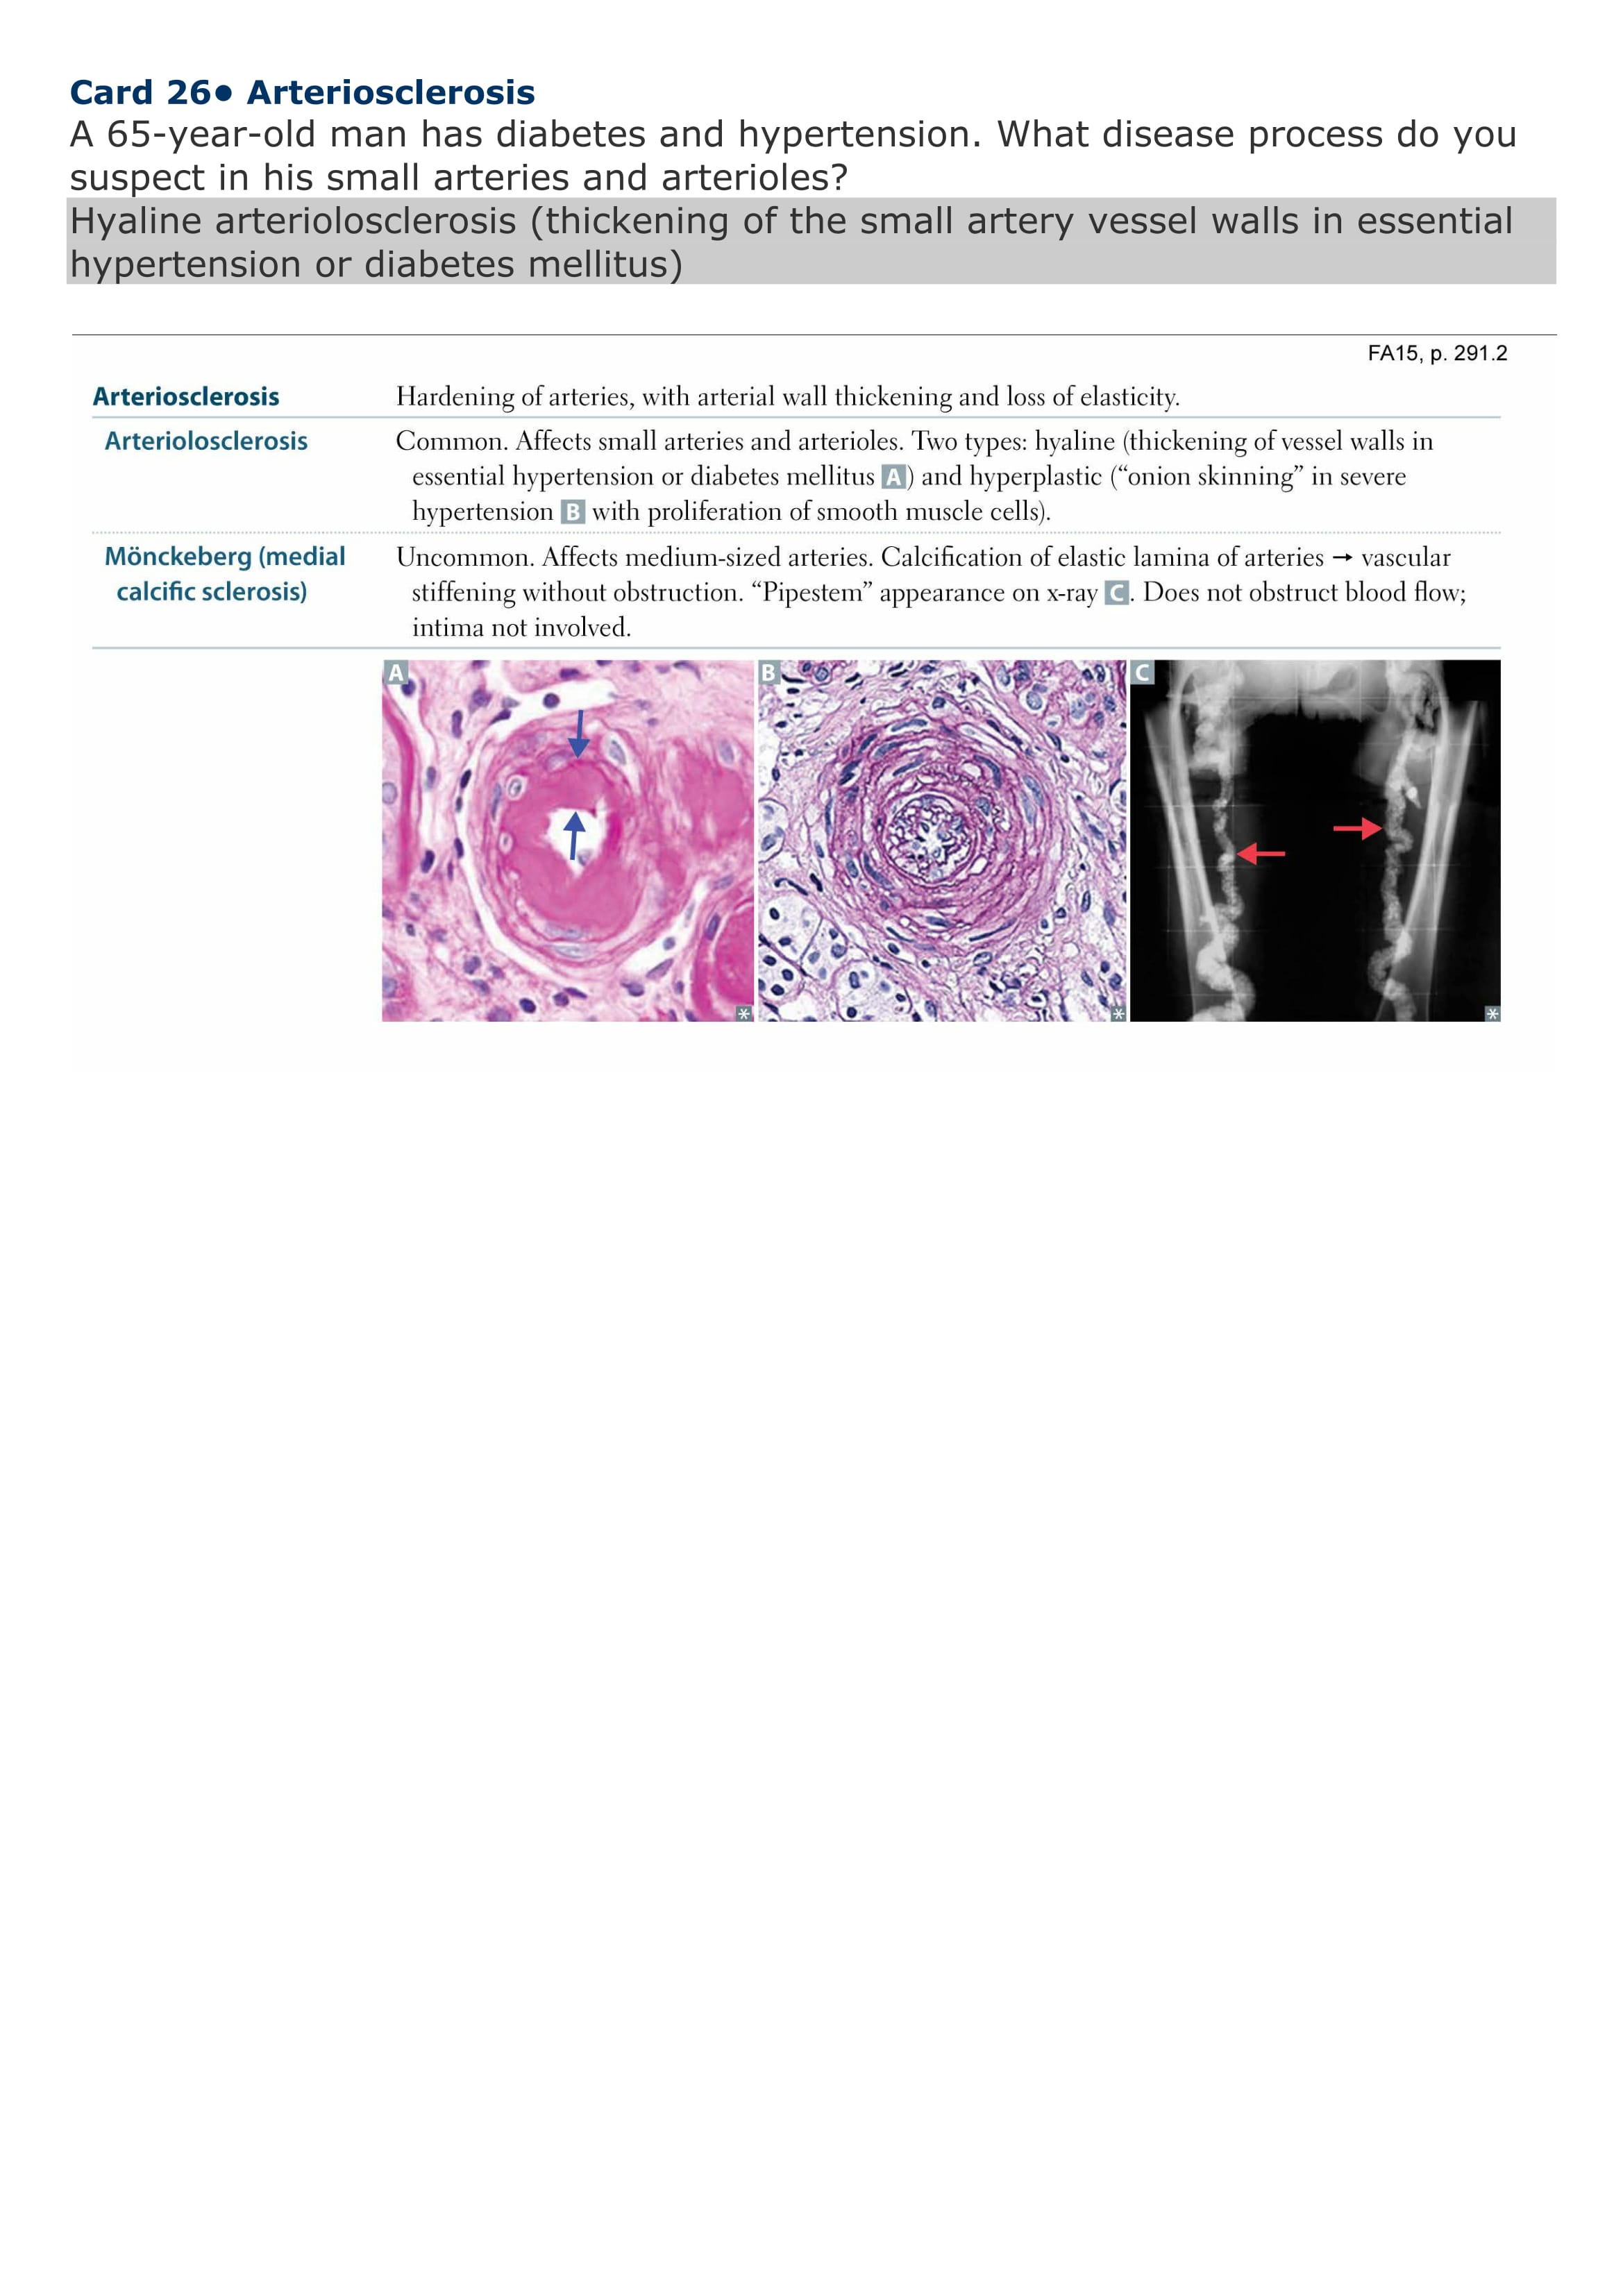 Card 26● Arteriosclerosis
A 65-year-old man has diabetes and hypertension. What disease process do you
suspect in his small arteries and arterioles?
Hyaline arteriolosclerosis (thickening of the small artery vessel walls in essential
hypertension or diabetes mellitus)
FA15, p. 291.2
Arteriosclerosis Hardening of arteries, with arterial wall thickening and loss of elasticity.
Arteriolosclerosis Common. Affects small arteries and arterioles. Two types: hyaline (thickening of vessel walls in
essential hypertension or diabetes mellitus A) and hyperplastic (“onion skinning” in severe
hypertension B with proliferation of smooth muscle cells).
Mönckeberg (medial Uncommon. Affects medium-sized arteries. Calcification of elastic lamina of arteries → vascular
calcific sclerosis) stiffening without obstruction. “Pipestem” appearance on x-ray C. Does not obstruct blood flow;
intima not involved.
A B C
* * *